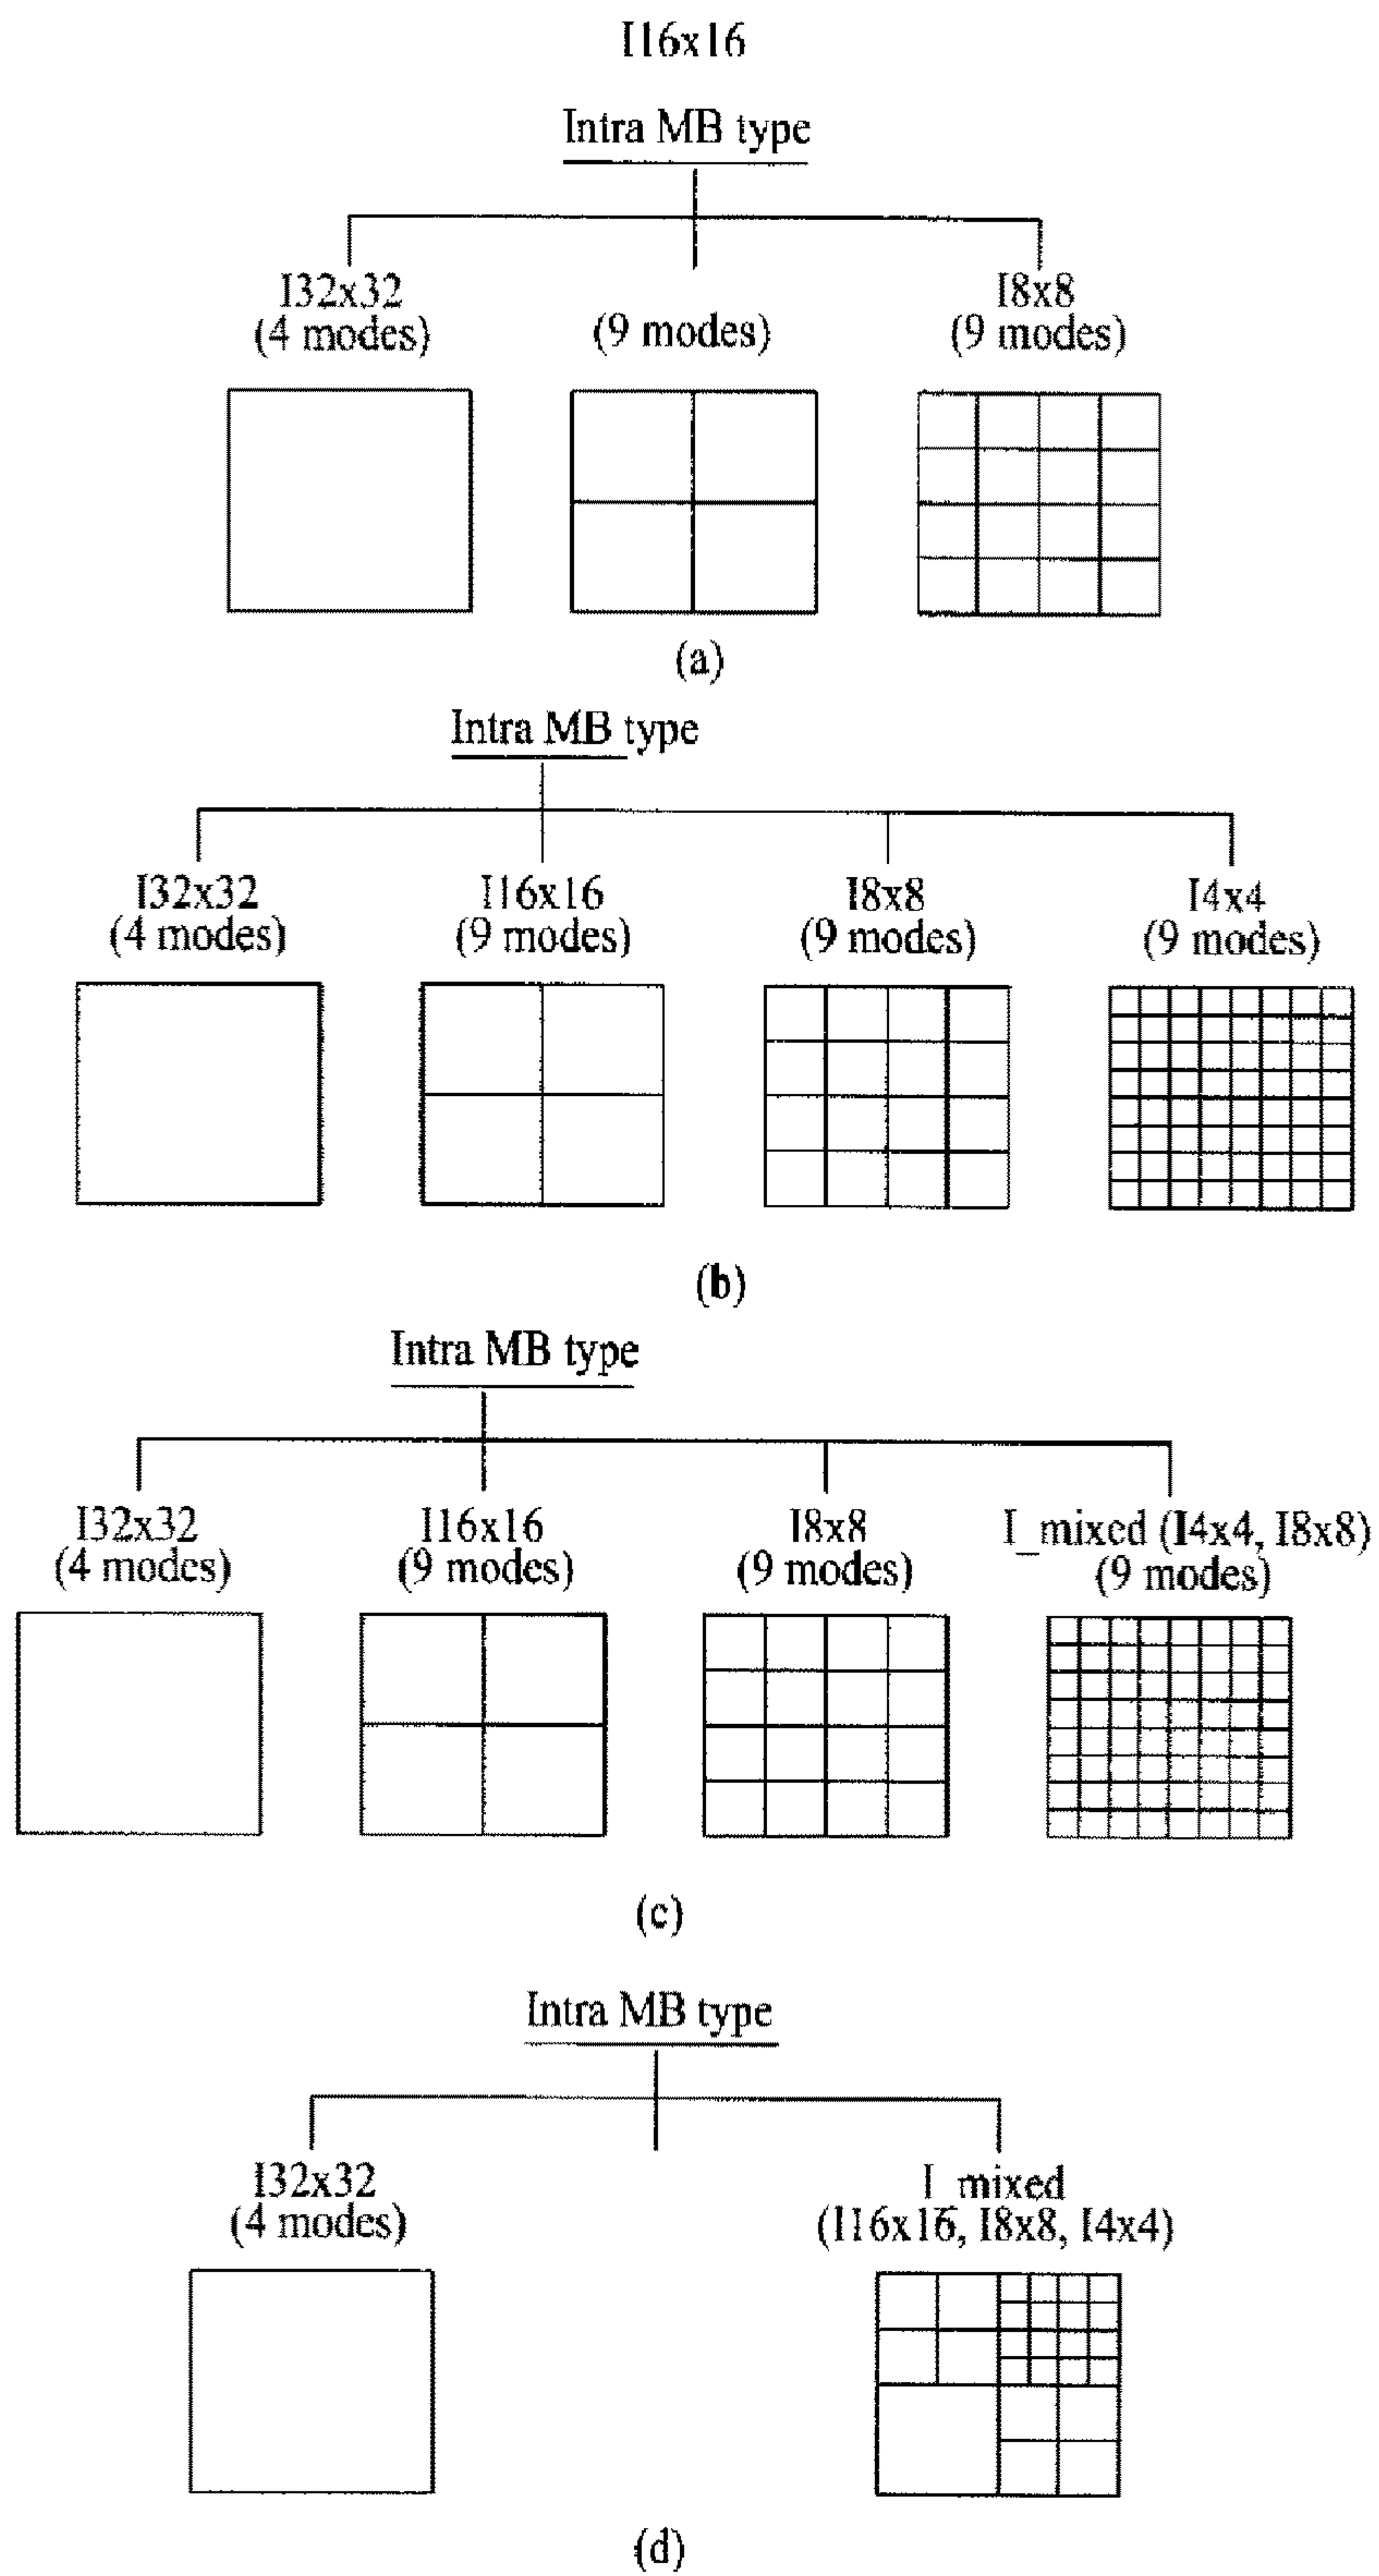 I16x16
Intra MB type
I32x32
(4 modes)
(9 modes)
I8x8
(9 modes)
(a)
Intra MB type
I32x32
(4 modes)
I16x16
(9 modes)
I8x8
(9 modes)
I4x4
(9 modes)
(b)
Intra MB type
I32x32
(4 modes)
I16x16
(9 modes)
I8x8
(9 modes)
I_mixed (I4x4, I8x8)
(9 modes)
(c)
Intra MB type
I32x32
(4 modes)
I_mixed
(I16x16, I8x8, I4x4)
(d)